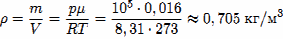 ρ = m/V = pμ/RT = 10⁵ · 0,016/8,31 · 273 ≈ 0,705 кг/м³